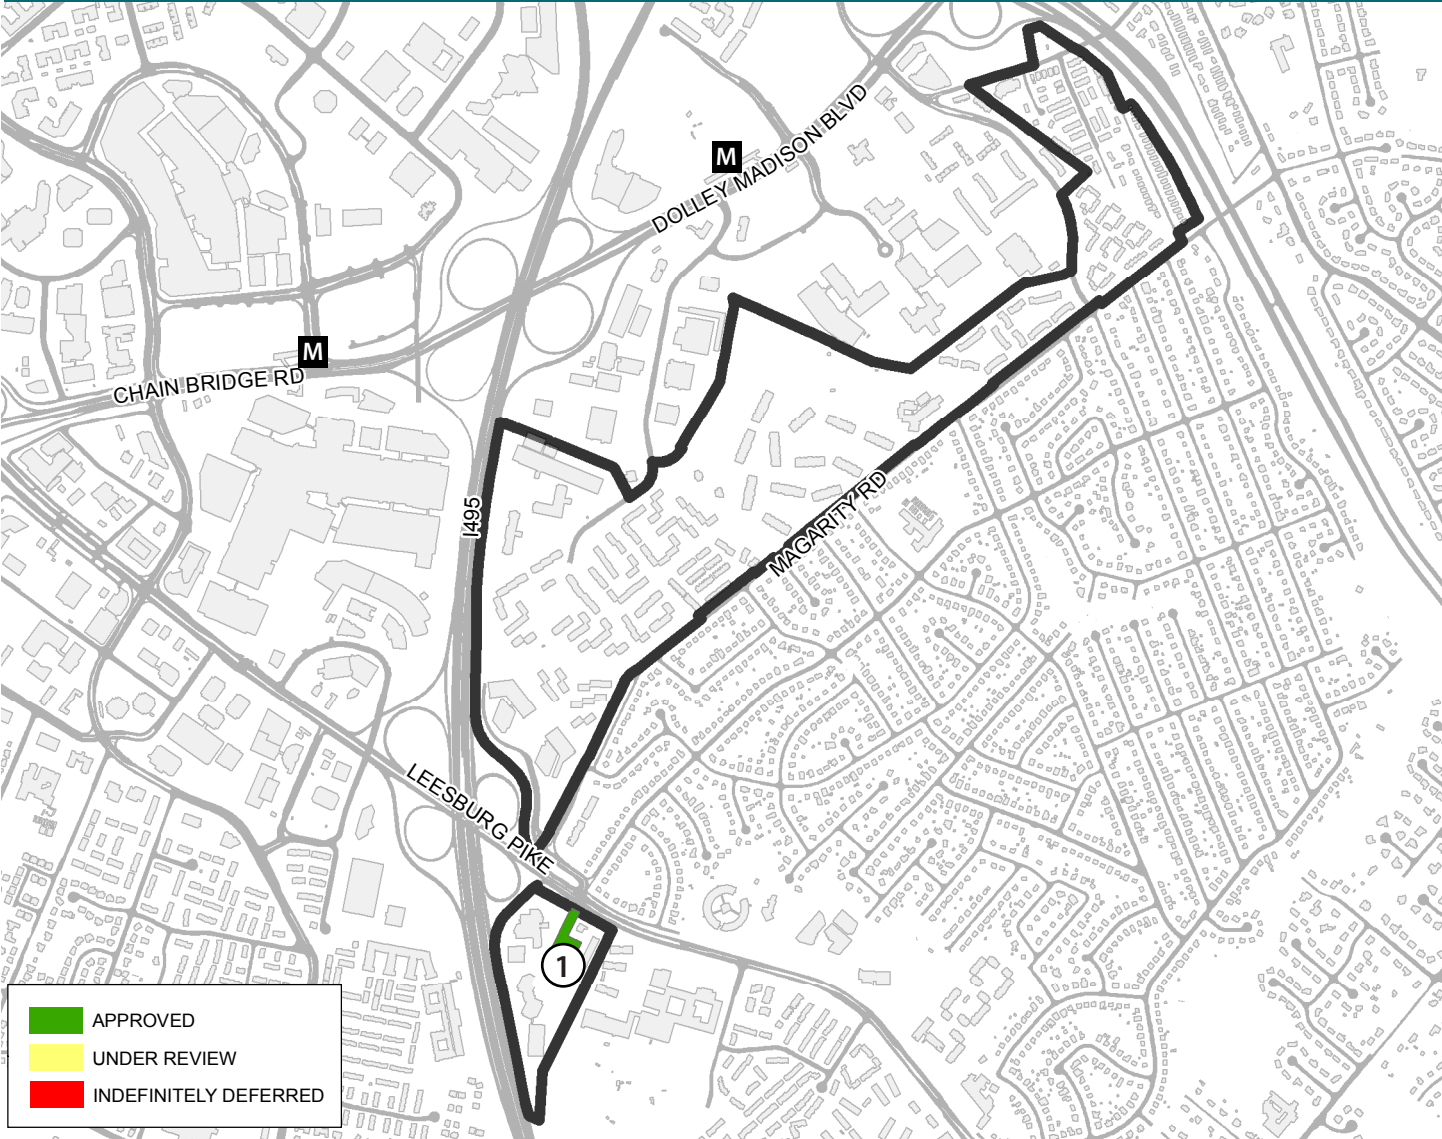 M
DOLLEY MADISON BLVD
M
CHAIN BRIDGE RD
I495
MAGARITY RD
LEESBURG PIKE
1
APPROVED
UNDER REVIEW
INDEFINITELY DEFERRED